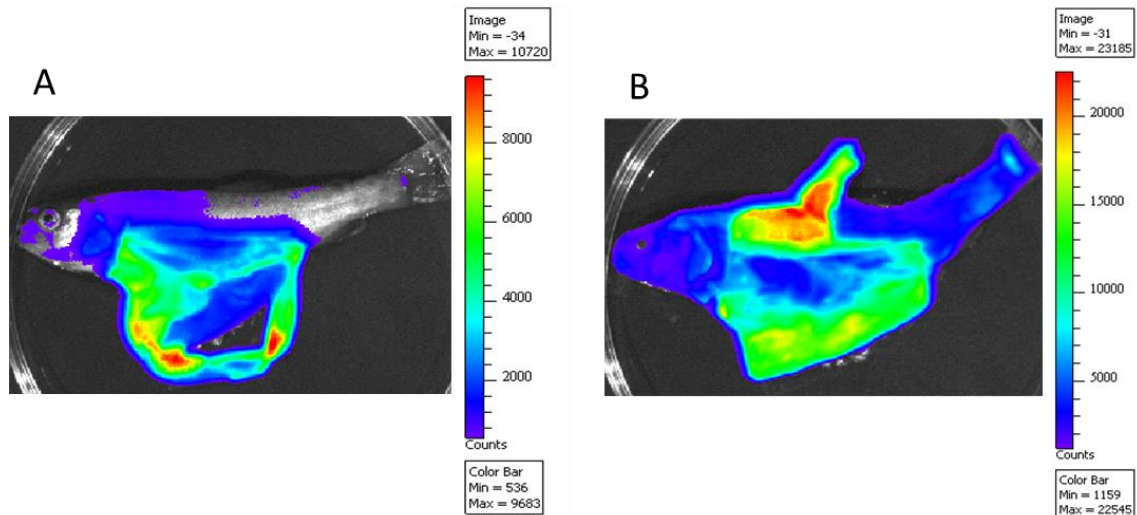 A
Image
Min = -34
Max = 10720
8000
6000
4000
2000
Counts
Color Bar
Min = 536
Max = 9683
B
Image
Min = -31
Max = 23185
20000
15000
10000
5000
Counts
Color Bar
Min = 1159
Max = 22545